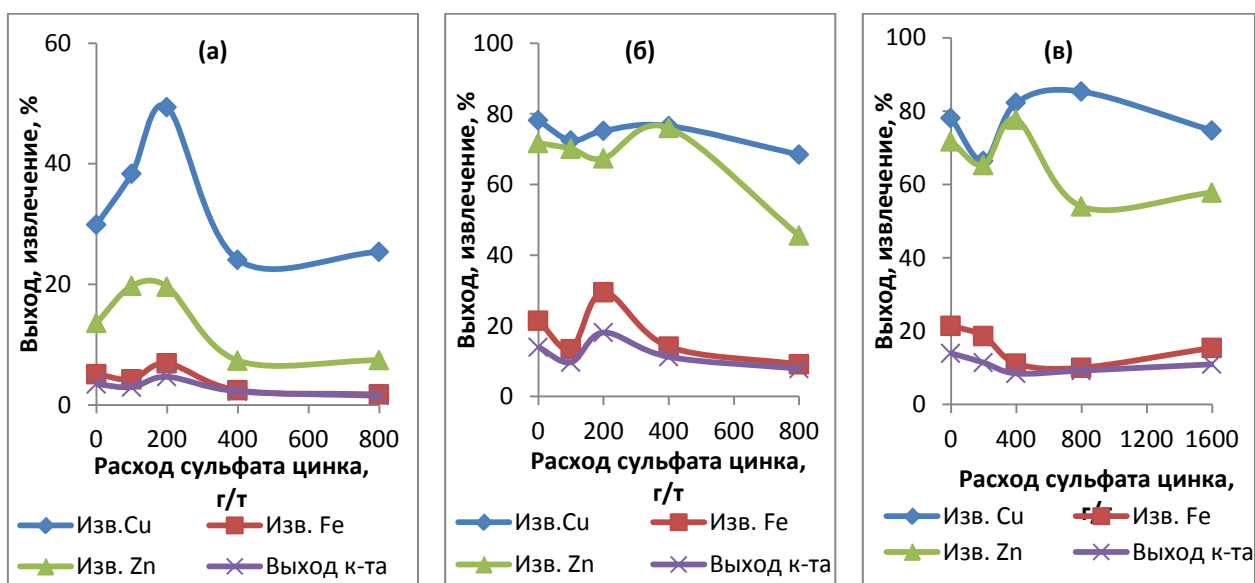 (а)
Выход, извлечение, %
60
40
20
0
0 200 400 600 800
Расход сульфата цинка,
г/т
Изв.Cu
Изв. Fe
Изв. Zn
Выход к-та
(б)
Выход, извлечение, %
100
80
60
40
20
0
0 200 400 600 800
Расход сульфата цинка,
г/т
Изв. Cu
Изв. Fe
Изв. Zn
Выход к-та
(в)
Выход, извлечение, %
100
80
60
40
20
0
0 400 800 1200 1600
Расход сульфата цинка,
г/т
Изв. Cu
Изв. Fe
Изв. Zn
Выход к-та